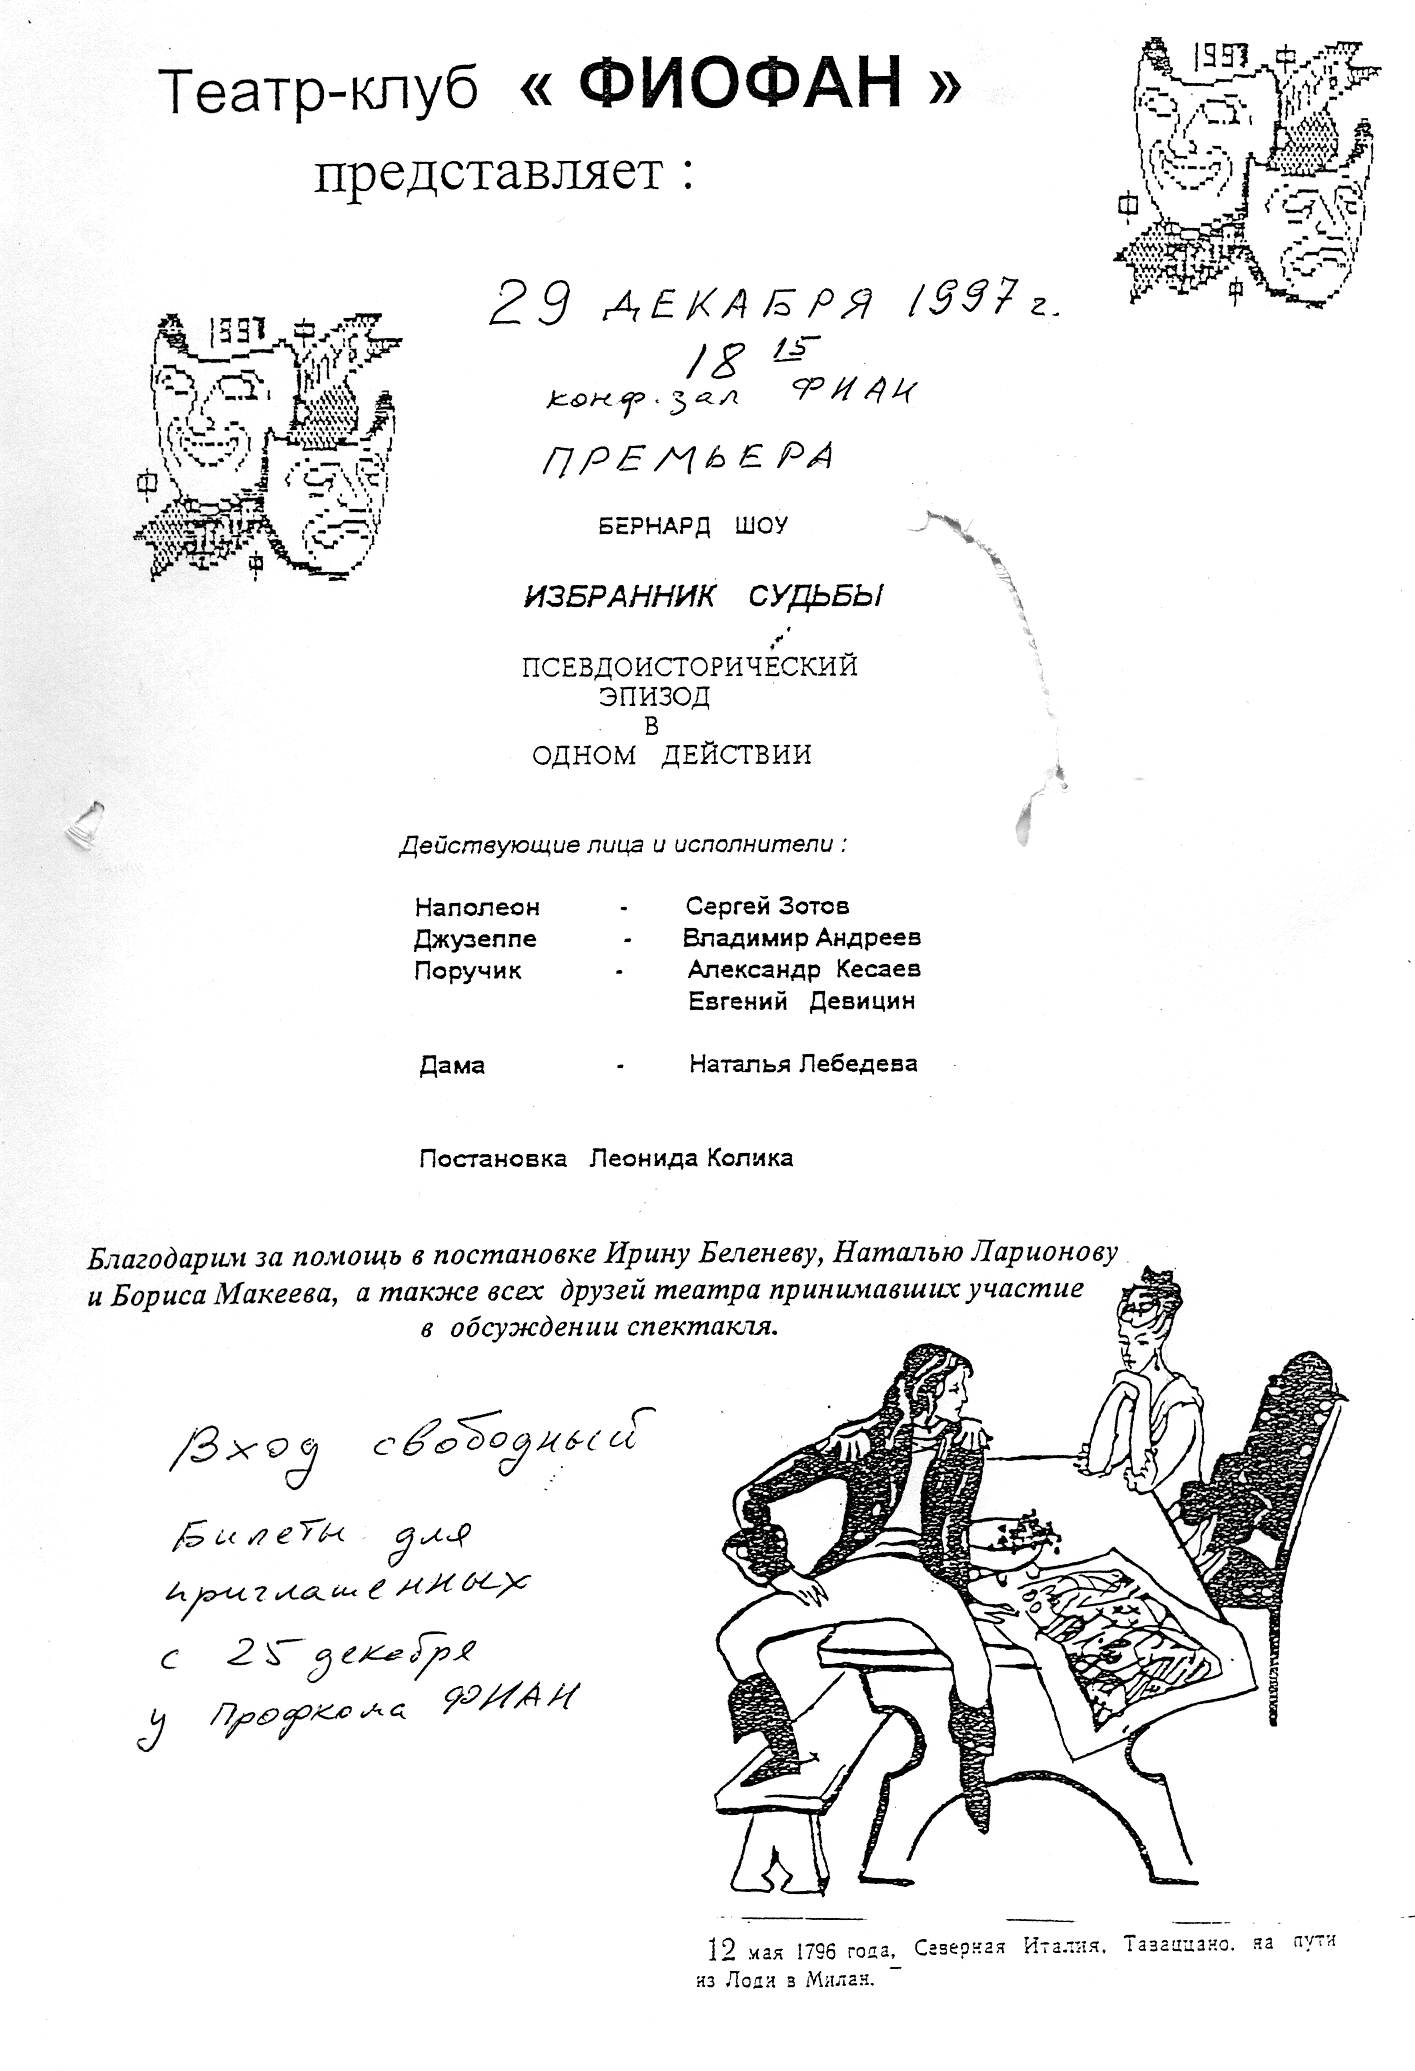 Театр-клуб « ФИОФАН »
представляет :
1997
Ф
Ф
Ф
29 ДЕКАБРЯ 1997 г.
18 15
конф. зал ФИАН
1997
Ф
Ф
Ф
ПРЕМЬЕРА
БЕРНАРД ШОУ
ИЗБРАННИК СУДЬБЫ
ПСЕВДОИСТОРИЧЕСКИЙ
ЭПИЗОД
В
ОДНОМ ДЕЙСТВИИ
Действующие лица и исполнители :
Наполеон - Сергей Зотов
Джузеппе - Владимир Андреев
Поручик - Александр Кесаев
Евгений Девицин
Дама - Наталья Лебедева
Постановка Леонида Колика
Благодарим за помощь в постановке Ирину Беленеву, Наталью Ларионову
и Бориса Макеева, а также всех друзей театра принимавших участие
в обсуждении спектакля.
Вход свободный
Билеты для
приглашенных
с 25 декабря
у Профкома ФИАН
12 мая 1796 года, Северная Италия, Таваццано, на пути
из Лоди в Милан.